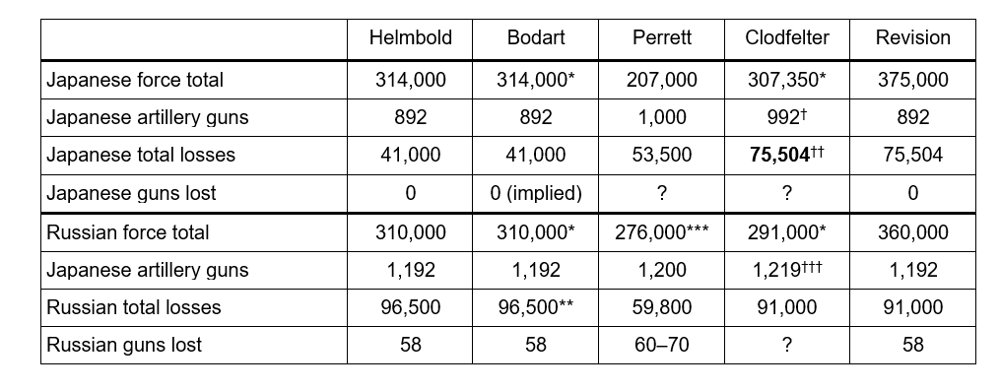 Helmbold Bodart Perrett Clodfelter Revision
Japanese force total 314,000 314,000* 207,000 307,350* 375,000
Japanese artillery guns 892 892 1,000 992† 892
Japanese total losses 41,000 41,000 53,500 75,504†† 75,504
Japanese guns lost 0 0 (implied) ? ? 0
Russian force total 310,000 310,000* 276,000*** 291,000* 360,000
Japanese artillery guns 1,192 1,192 1,200 1,219††† 1,192
Russian total losses 96,500 96,500** 59,800 91,000 91,000
Russian guns lost 58 58 60–70 ? 58